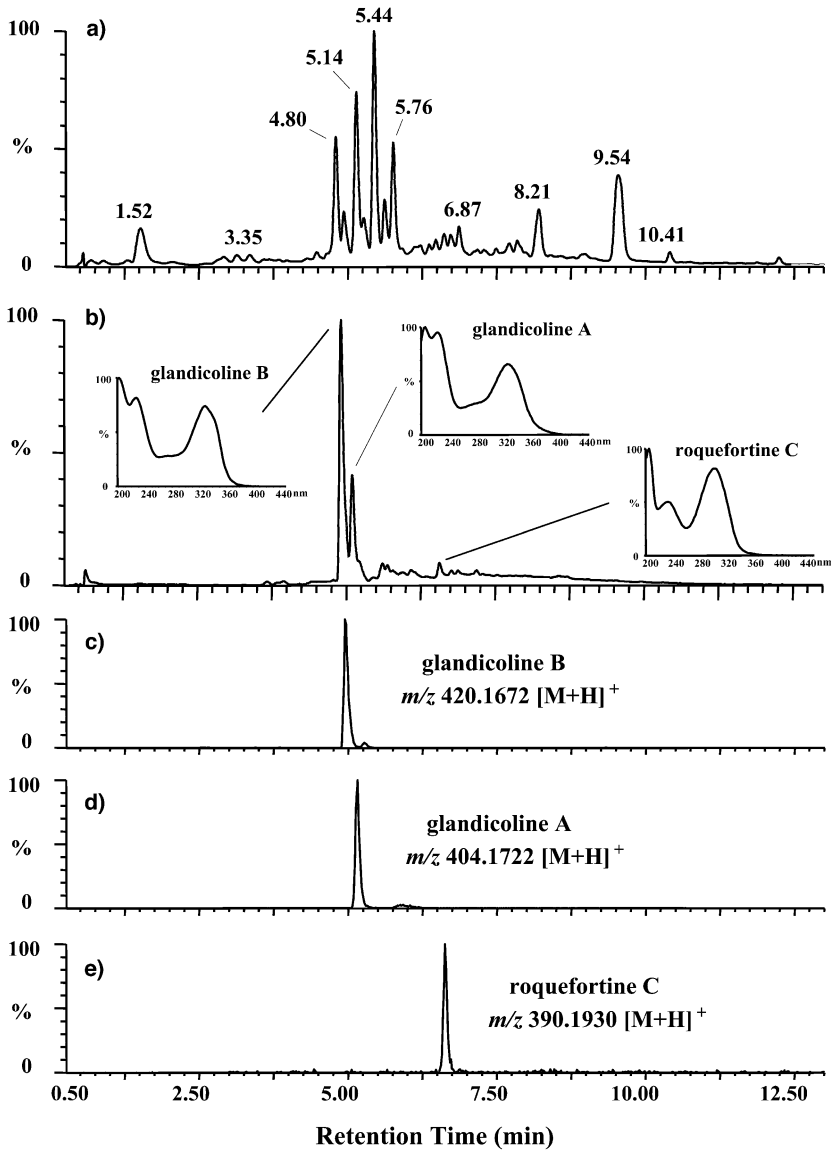 a)
100
%
0
1.52
3.35
4.80
5.14
5.44
5.76
6.87
8.21
9.54
10.41
b)
100
%
0
glandicoline B
100
%
0
200 240 280 320 360 400 440 nm
glandicoline A
100
%
0
200 240 280 320 360 400 440 nm
roquefortine C
100
%
0
200 240 280 320 360 400 440 nm
c)
100
%
0
glandicoline B
m/z 420.1672 [M+H]+
d)
100
%
0
glandicoline A
m/z 404.1722 [M+H]+
e)
100
%
0
roquefortine C
m/z 390.1930 [M+H]+
0.50 2.50 5.00 7.50 10.00 12.50
Retention Time (min)